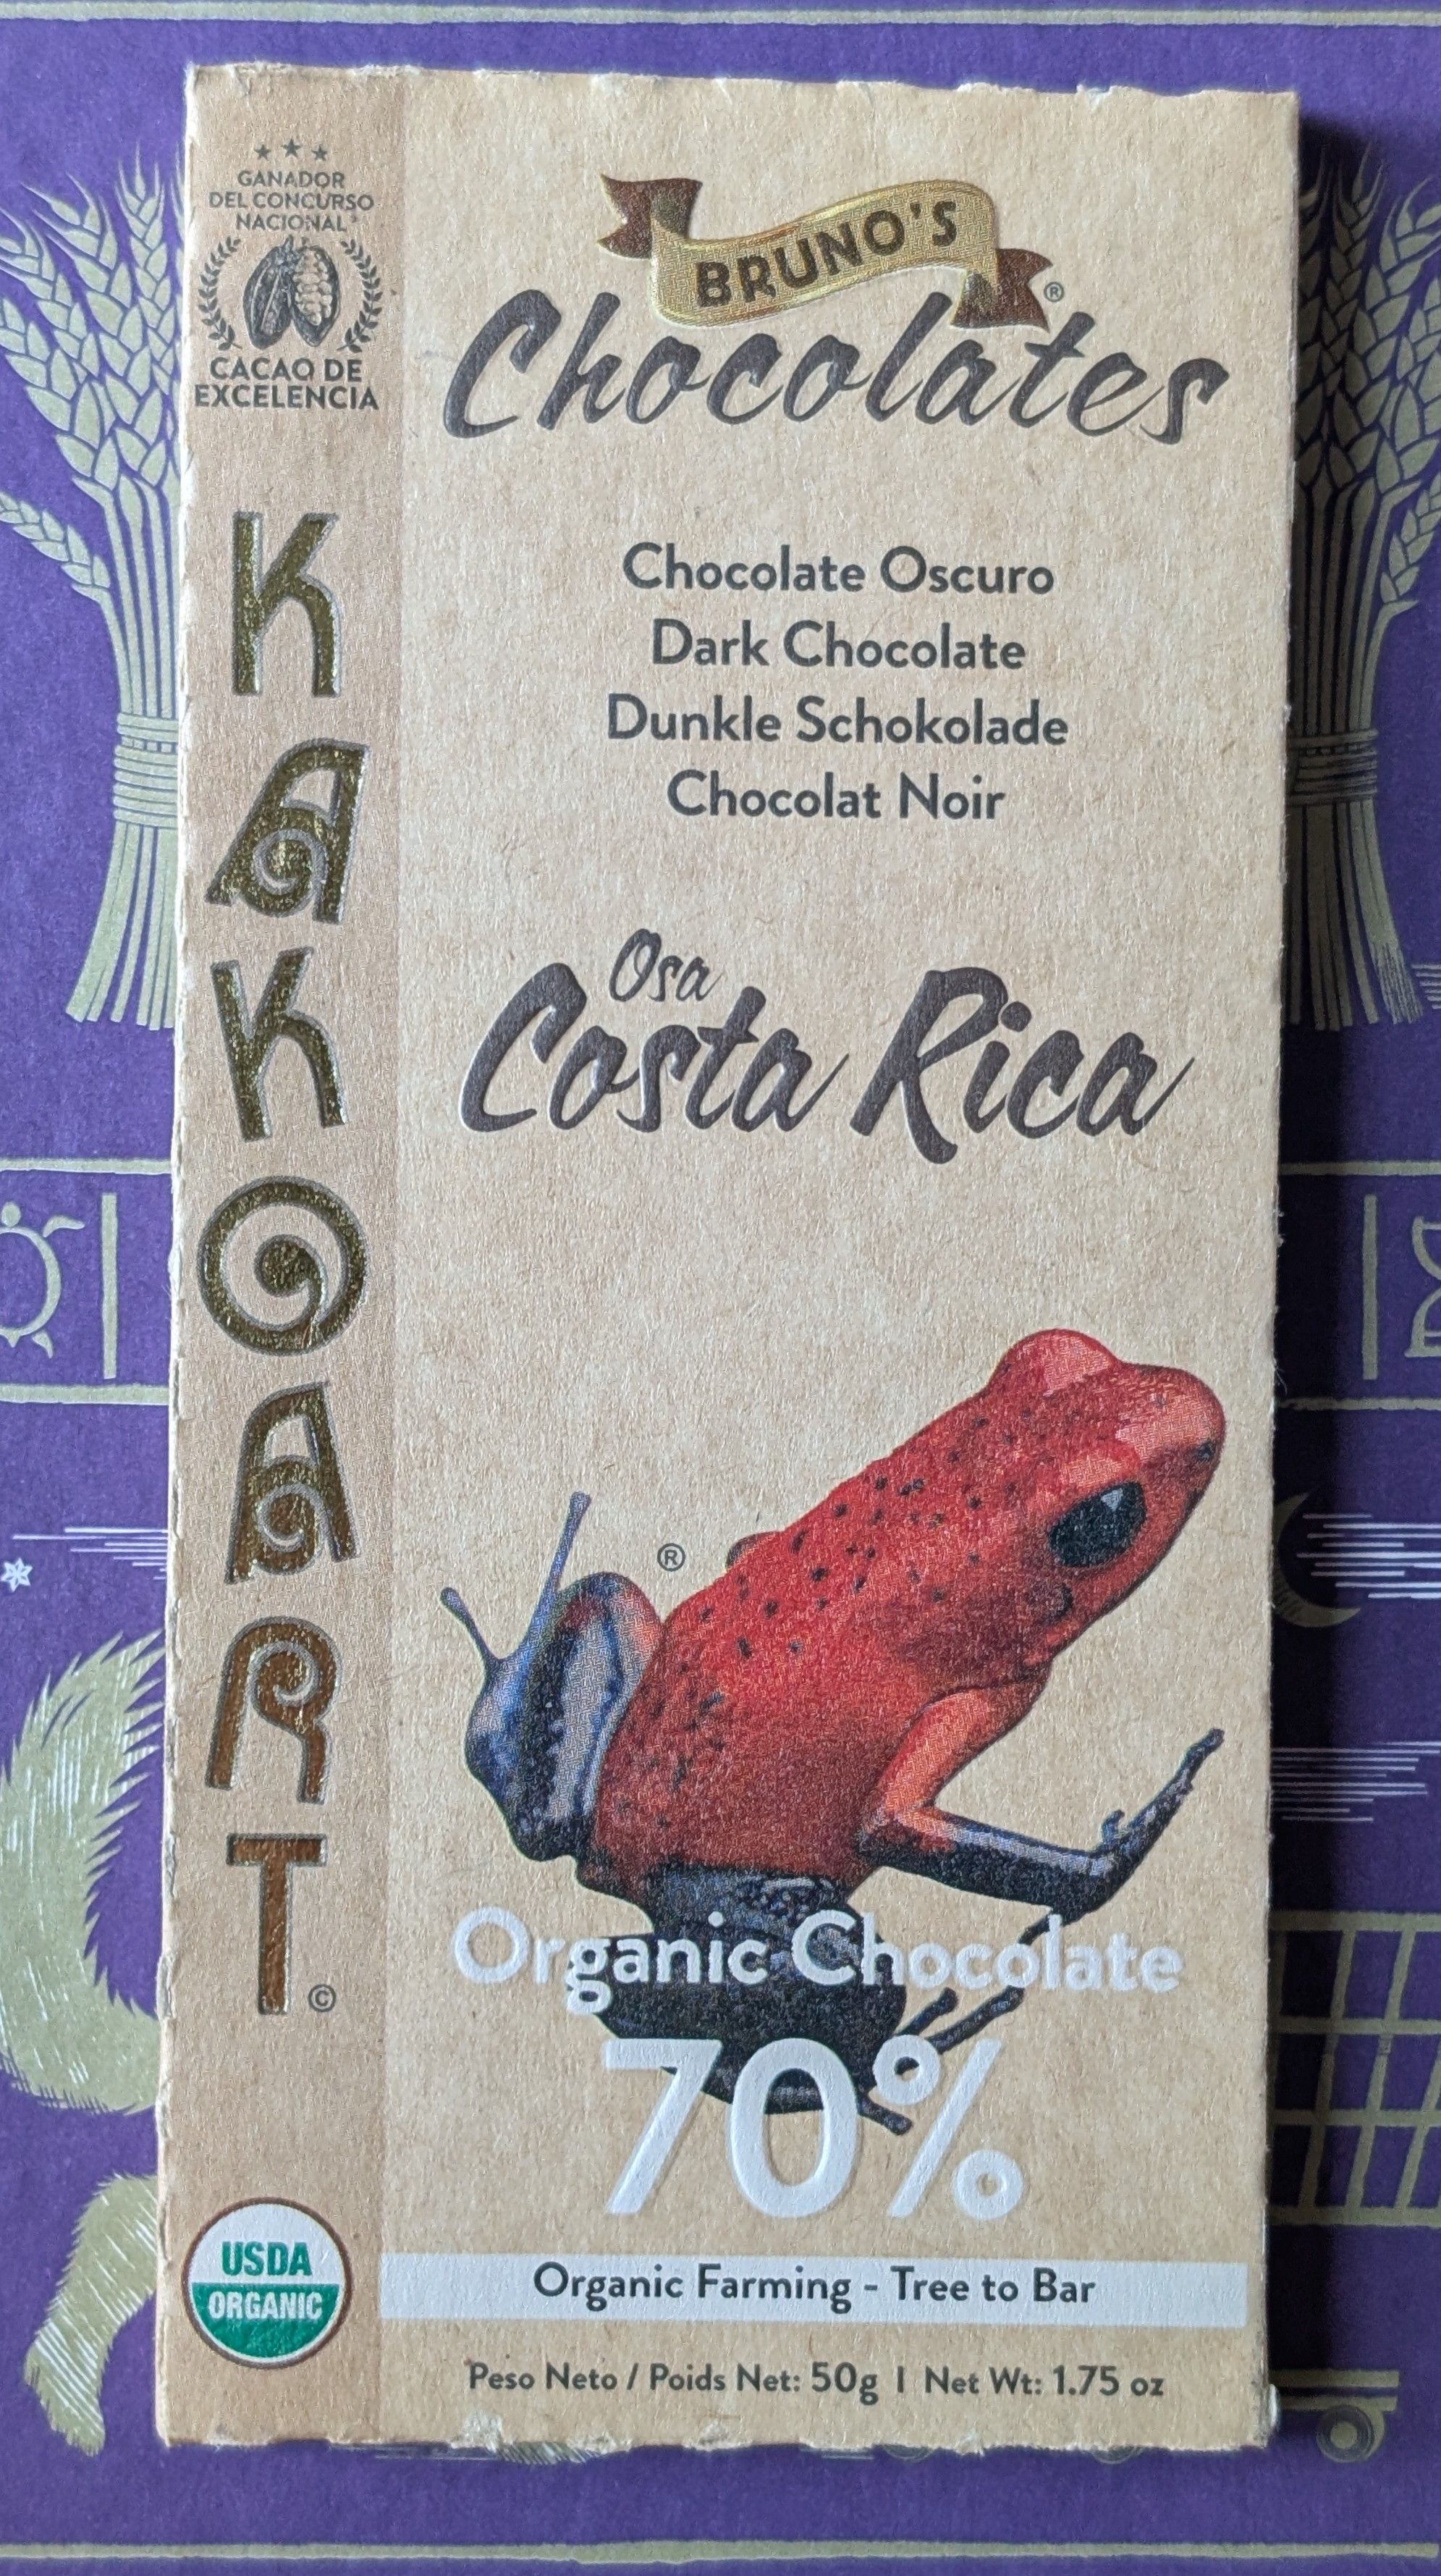 GANADOR
DEL CONCURSO
NACIONAL
CACAO DE
EXCELENCIA
KAKOART©
USDA
ORGANIC
BRUNO'S
Chocolates®
Chocolate Oscuro
Dark Chocolate
Dunkle Schokolade
Chocolat Noir
Osa
Costa Rica
®
Organic Chocolate
70%
Organic Farming - Tree to Bar
Peso Neto / Poids Net: 50g | Net Wt: 1.75 oz